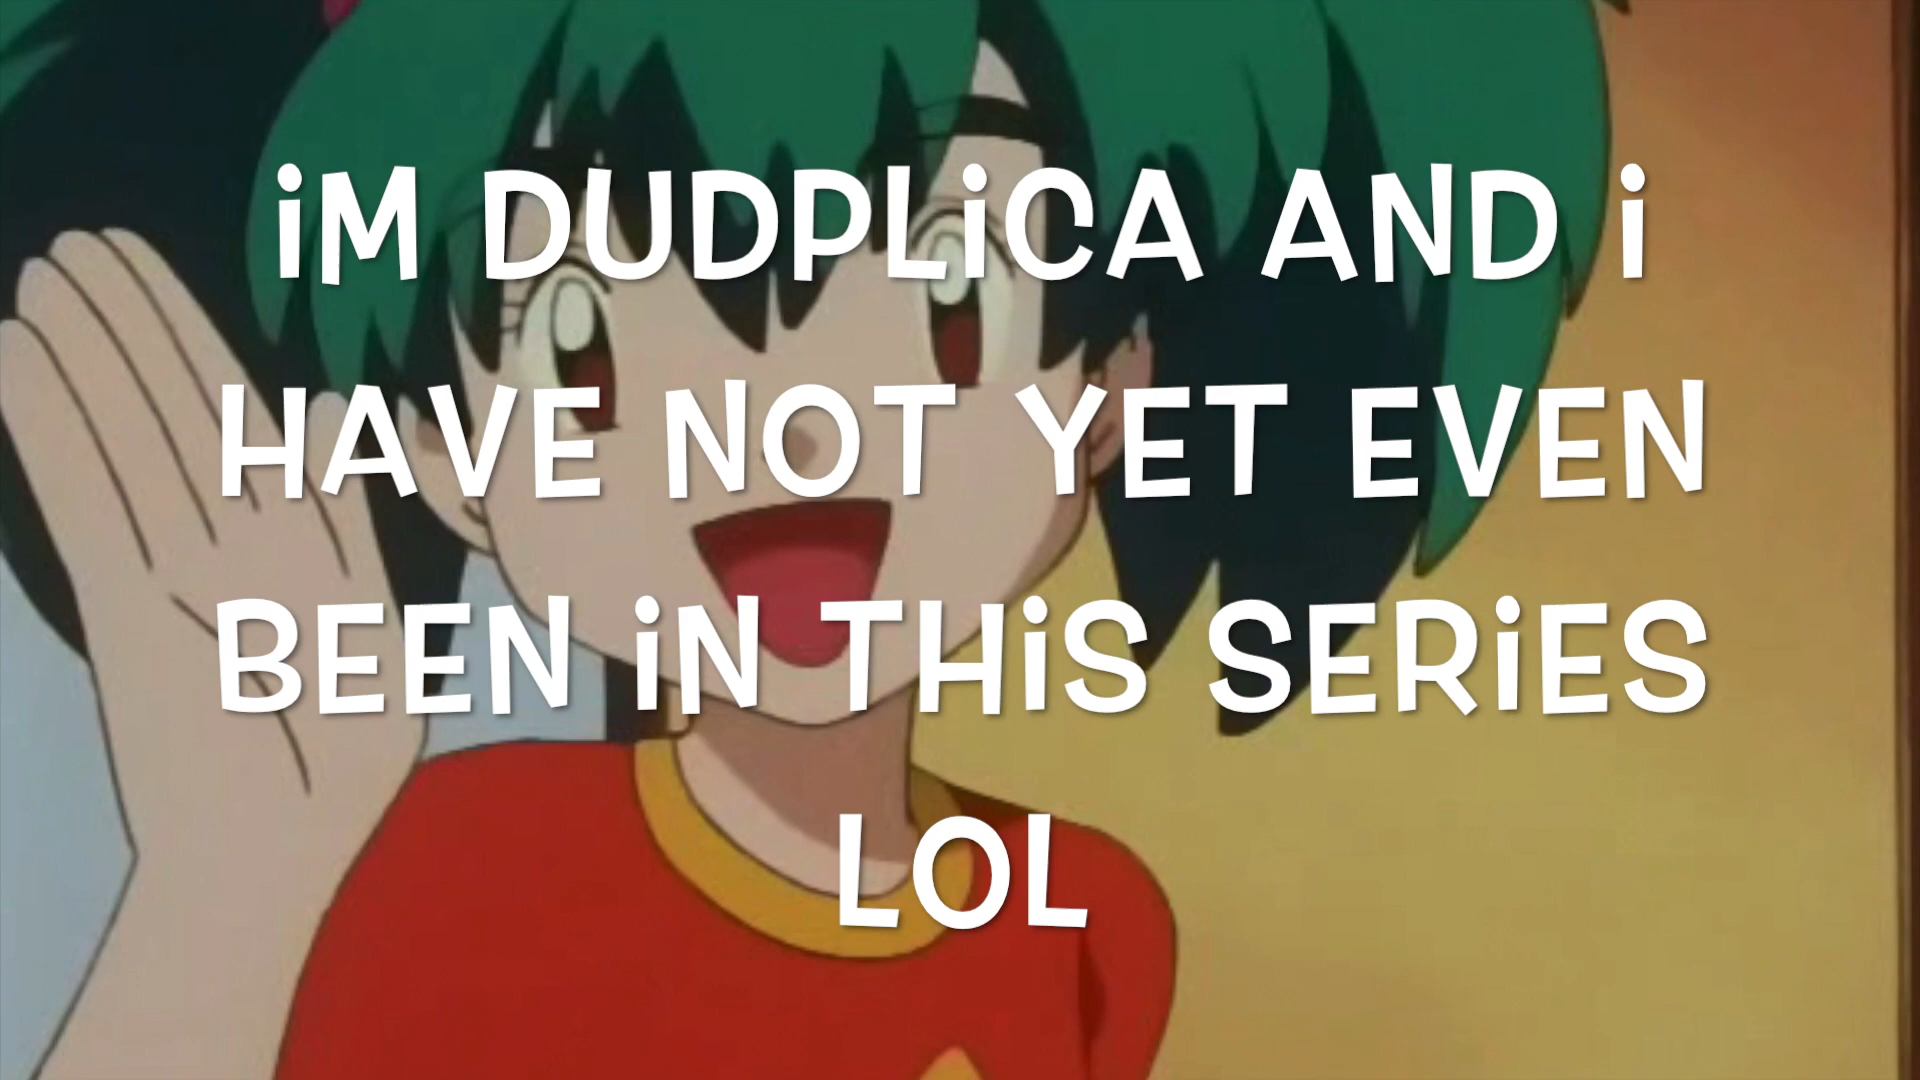 iM DUDPLiCA AND i
HAVE NOT YET EVEN
BEEN iN THiS SERiES
LOL